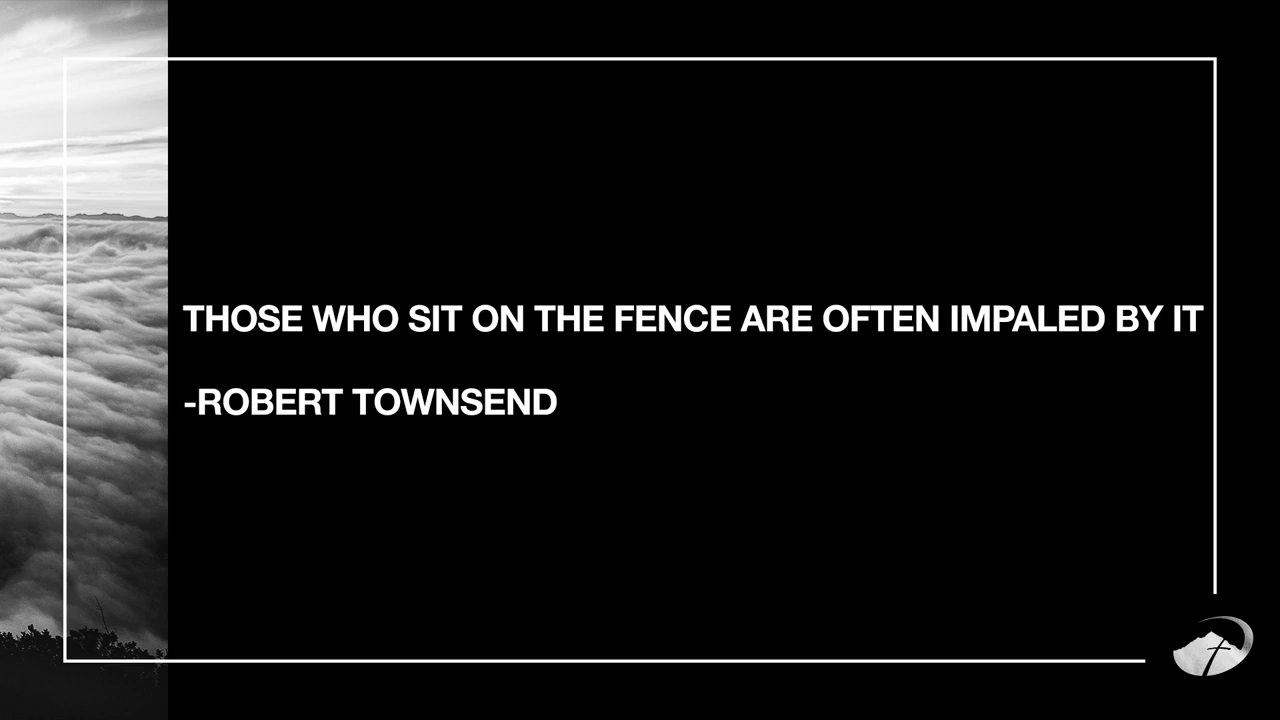 THOSE WHO SIT ON THE FENCE ARE OFTEN IMPALED BY IT
-ROBERT TOWNSEND